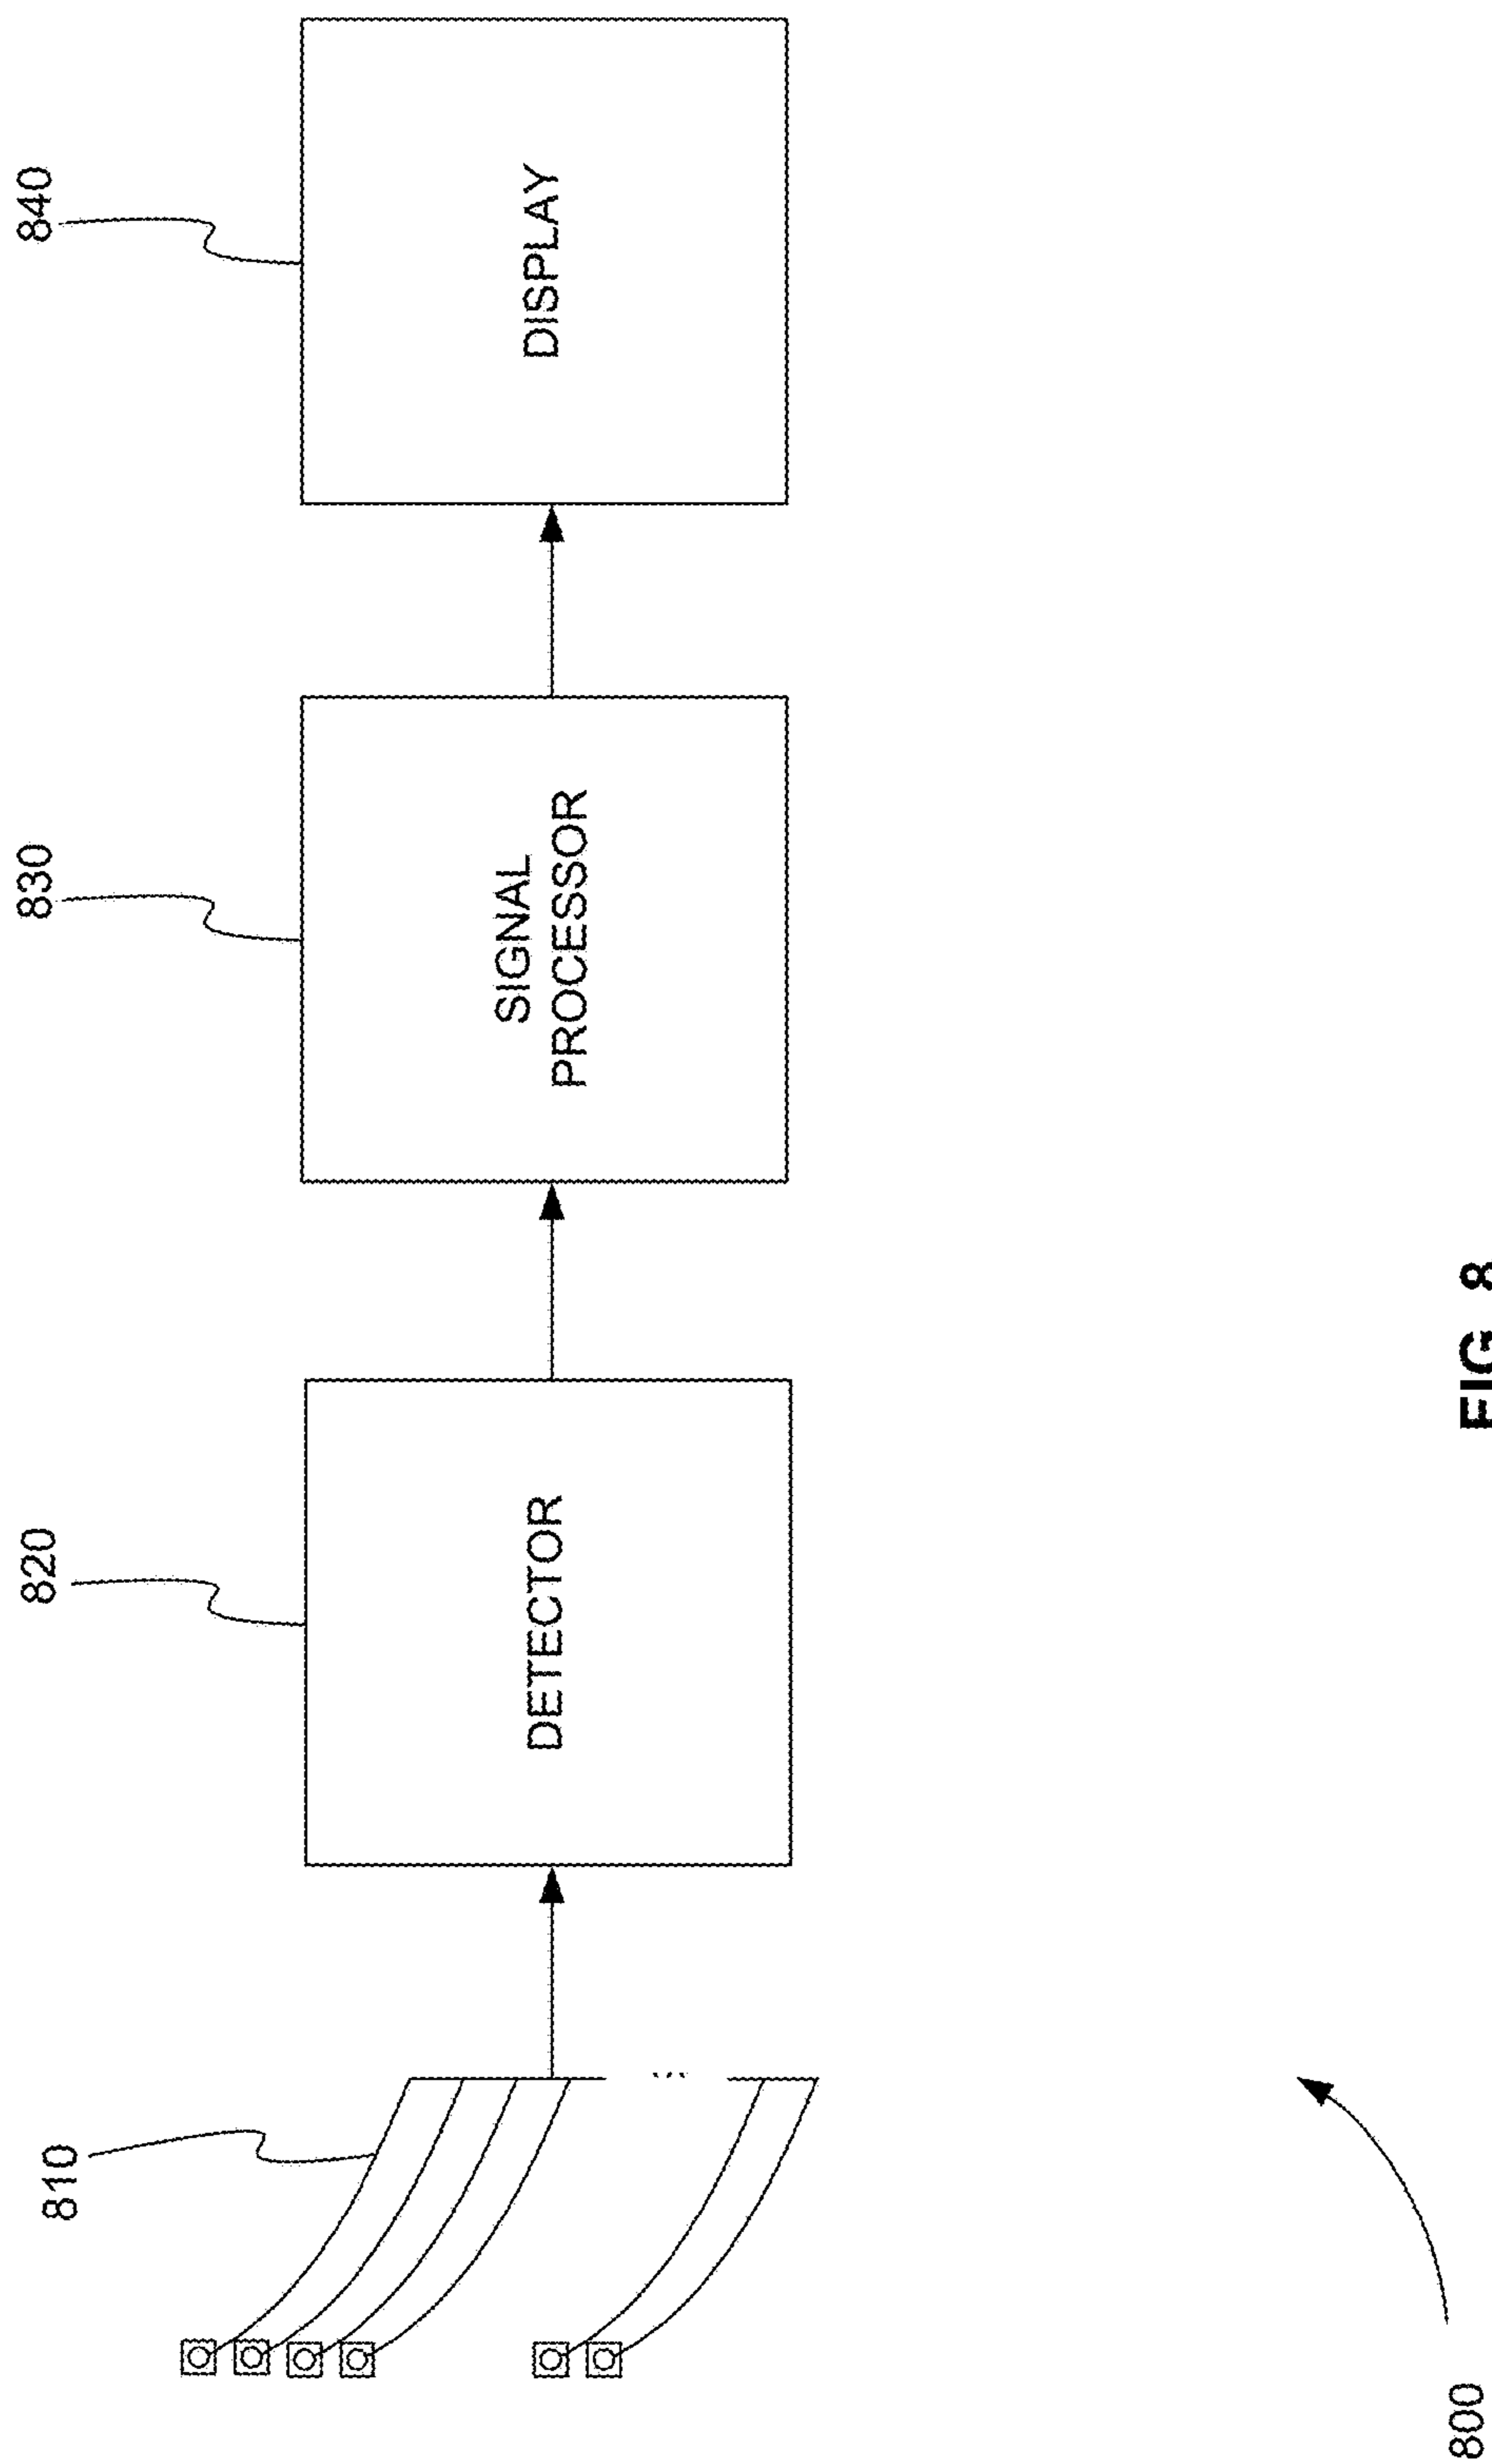 810
820
830
840
DETECTOR
SIGNAL
PROCESSOR
DISPLAY
800
FIG. 8